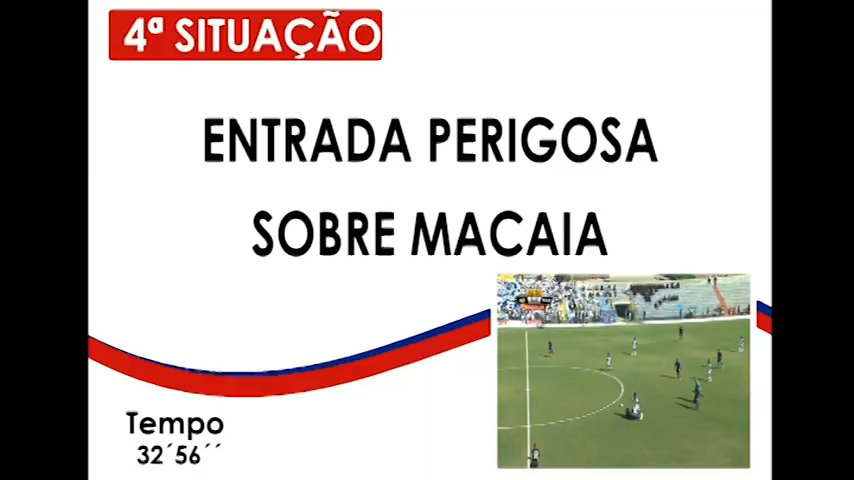 4ª SITUAÇÃO
ENTRADA PERIGOSA
SOBRE MACAIA
Tempo
32´56´´